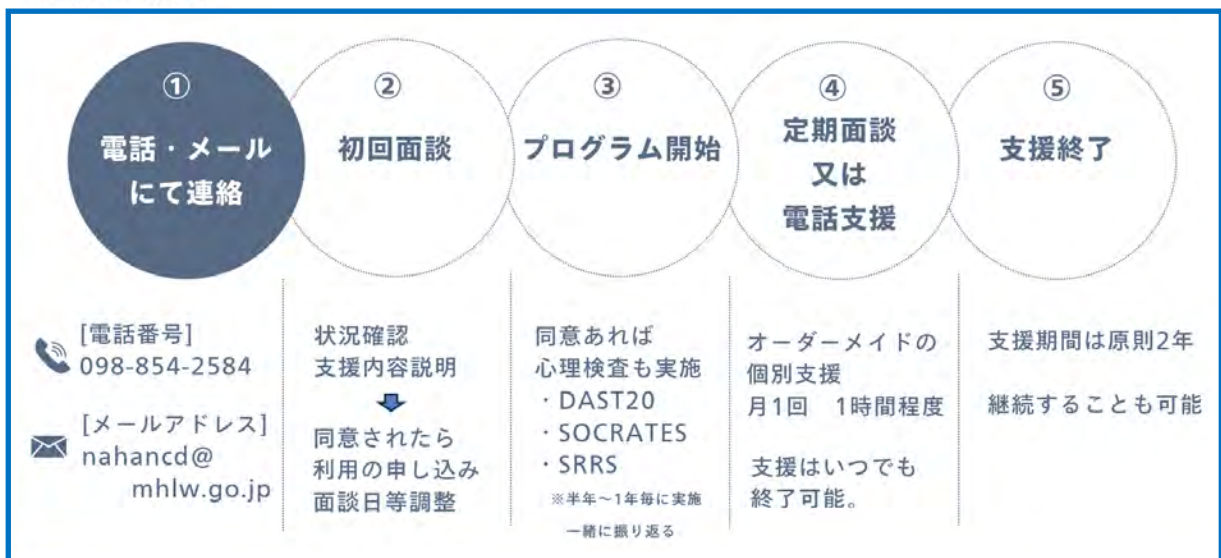 ①
電話・メール
にて連絡
[電話番号]
098-854-2584
[メールアドレス]
nahancd@
mhlw.go.jp
②
初回面談
状況確認
支援内容説明
同意されたら
利用の申し込み
面談日等調整
③
プログラム開始
同意あれば
心理検査も実施
・DAST20
・SOCRATES
・SRRS
※半年～1年毎に実施
一緒に振り返る
④
定期面談
又は
電話支援
オーダーメイドの
個別支援
月1回　1時間程度
支援はいつでも
終了可能。
⑤
支援終了
支援期間は原則2年
継続することも可能